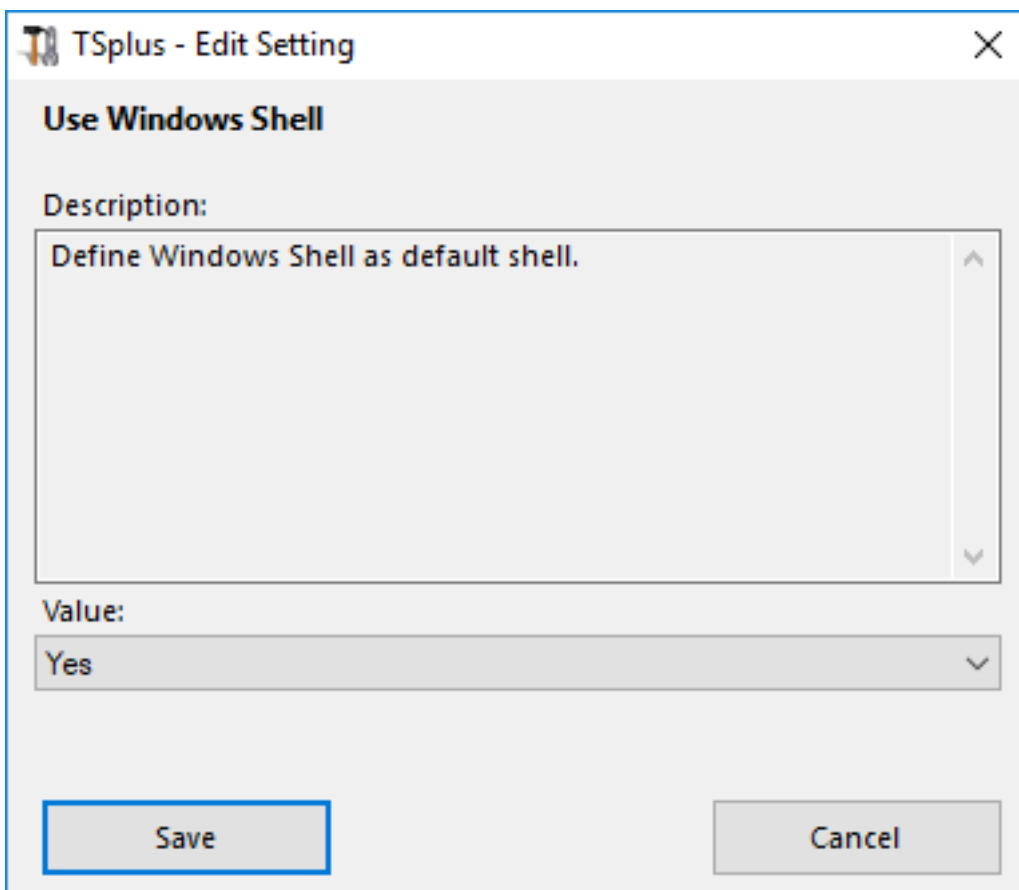 TSplus - Edit Setting
Use Windows Shell
Description:
Define Windows Shell as default shell.
Value:
Yes
Save
Cancel